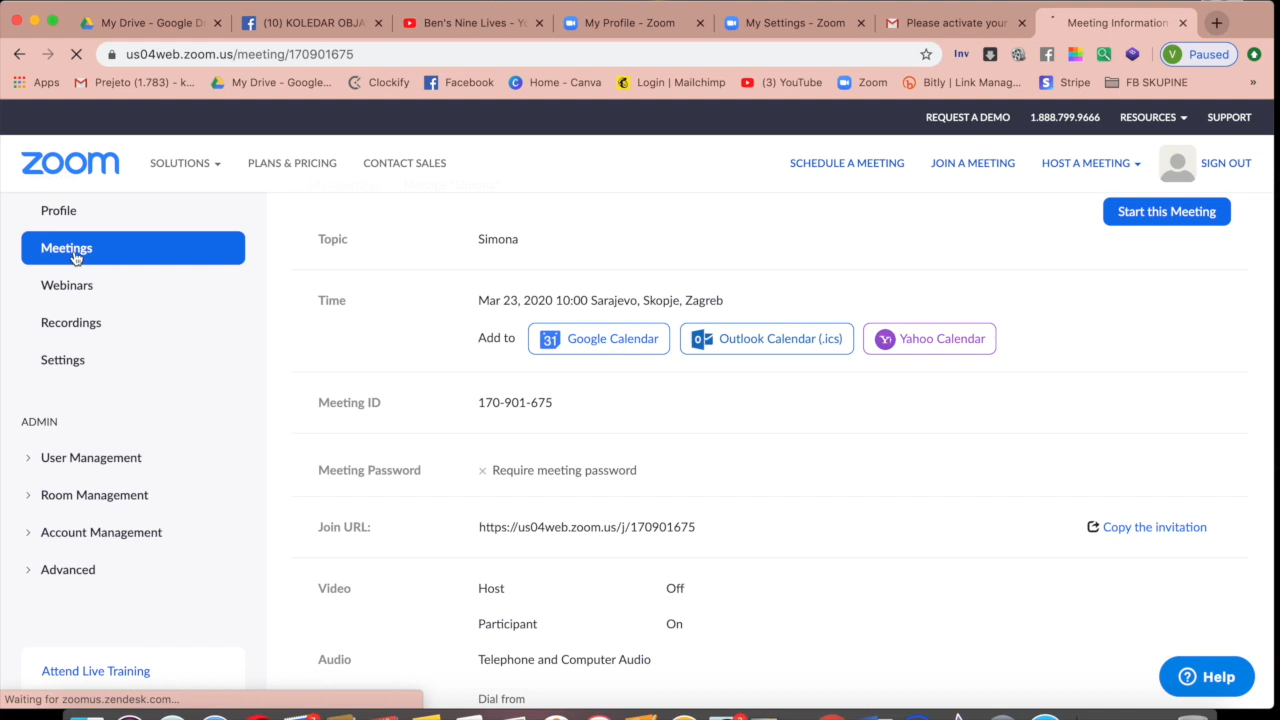 My Drive - Google D
(10) KOLEDAR OBJA
Ben's Nine Lives - Yo
My Profile - Zoom
My Settings - Zoom
Please activate your
Meeting Information
us04web.zoom.us/meeting/170901675
Inv
V Paused
Apps
Prejeto (1.783) - k...
My Drive - Google...
Clockify
Facebook
Home - Canva
Login | Mailchimp
(3) YouTube
Zoom
Bitly | Link Manag...
Stripe
FB SKUPINE
»
REQUEST A DEMO 1.888.799.9666 RESOURCES SUPPORT
zoom SOLUTIONS PLANS & PRICING CONTACT SALES SCHEDULE A MEETING JOIN A MEETING HOST A MEETING SIGN OUT
Profile
Meetings
Webinars
Recordings
Settings
ADMIN
User Management
Room Management
Account Management
Advanced
Attend Live Training
Start this Meeting
Topic Simona
Time Mar 23, 2020 10:00 Sarajevo, Skopje, Zagreb
Add to 31 Google Calendar Outlook Calendar (.ics) Yahoo Calendar
Meeting ID 170-901-675
Meeting Password × Require meeting password
Join URL: https://us04web.zoom.us/j/170901675 Copy the invitation
Video Host Off
Participant On
Audio Telephone and Computer Audio
Dial from
? Help
Waiting for zoomus.zendesk.com...